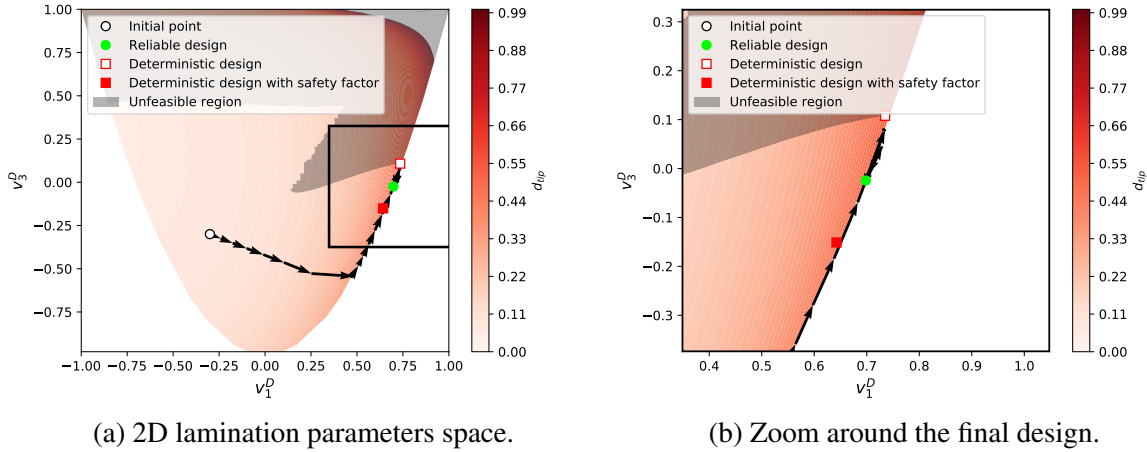 1.00
0.75
0.50
0.25
0.00
−0.25
−0.50
−0.75
−1.00 −0.75 −0.50 −0.25 0.00 0.25 0.50 0.75 1.00
v_3^D
v_1^D
Initial point
Reliable design
Deterministic design
Deterministic design with safety factor
Unfeasible region
0.99
0.88
0.77
0.66
0.55
0.44
0.33
0.22
0.11
0.00
d_tip
(a) 2D lamination parameters space.
0.3
0.2
0.1
0.0
−0.1
−0.2
−0.3
0.4 0.5 0.6 0.7 0.8 0.9 1.0
v_3^D
v_1^D
Initial point
Reliable design
Deterministic design
Deterministic design with safety factor
Unfeasible region
0.99
0.88
0.77
0.66
0.55
0.44
0.33
0.22
0.11
0.00
d_tip
(b) Zoom around the final design.